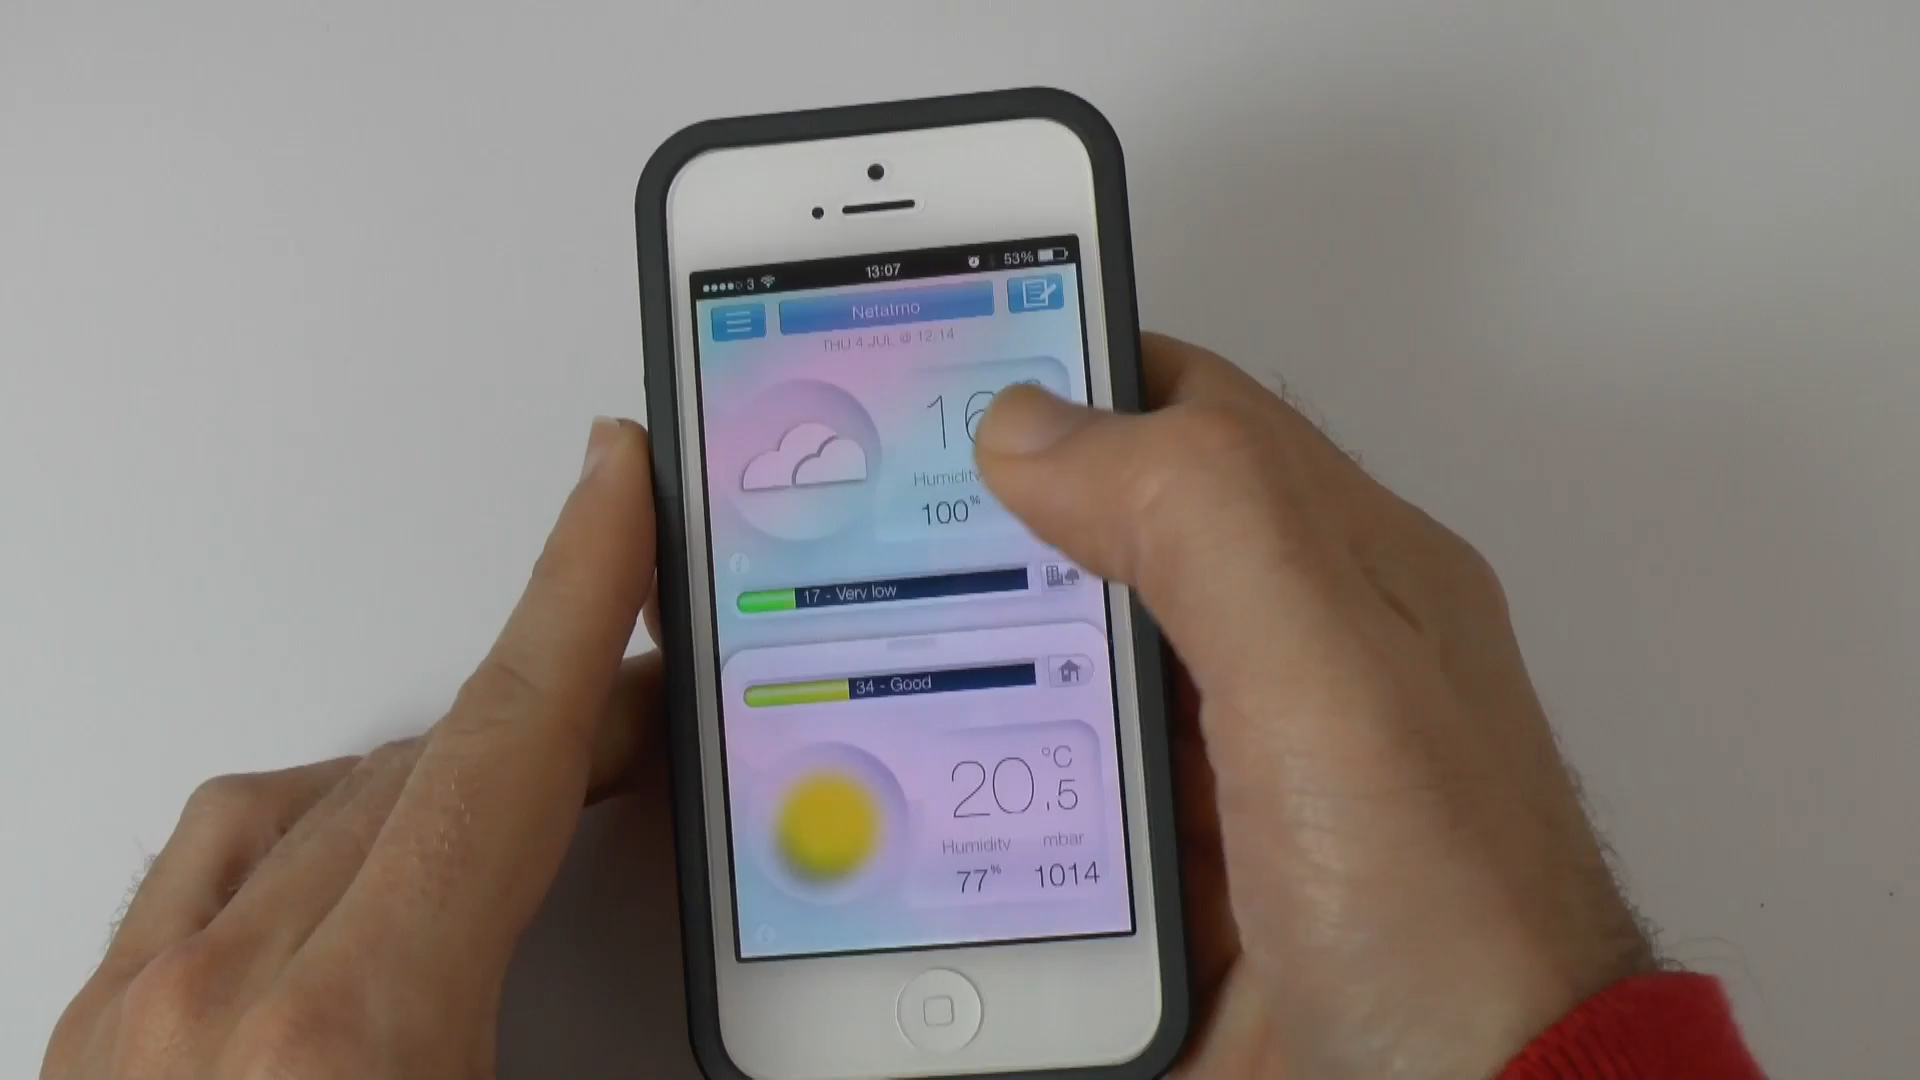 3 13:07 53%
Netatmo
THU 4 JUL @ 12:14
16
Humidity
100%
17 - Very low
34 - Good
20.5 °C
Humidity mbar
77% 1014